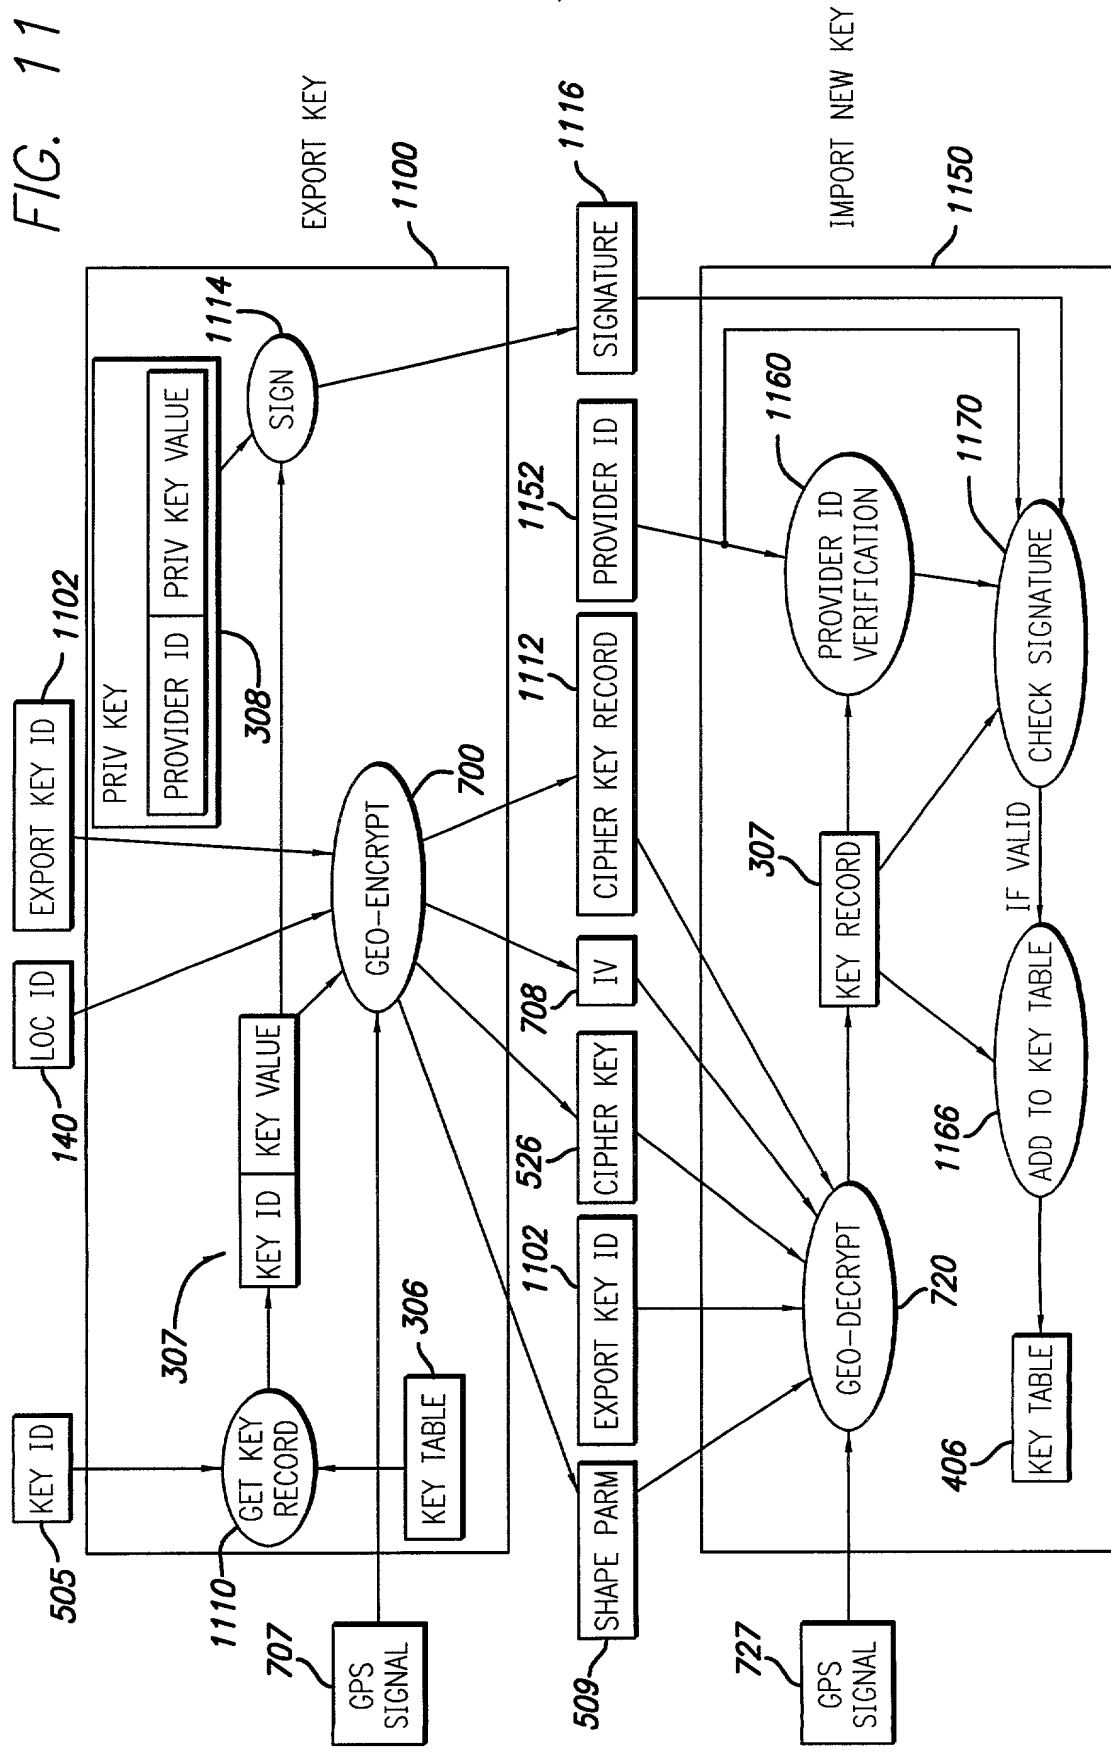 FIG. 11
KEY ID
505
LOC ID
140
EXPORT KEY ID
1102
EXPORT KEY
1100
PRIV KEY
PROVIDER ID
PRIV KEY VALUE
308
SIGN
1114
307
KEY ID
KEY VALUE
GET KEY
RECORD
1110
KEY TABLE
306
GEO-ENCRYPT
700
707
GPS
SIGNAL
509
SHAPE PARM
1102
EXPORT KEY ID
526
CIPHER KEY
708
IV
1112
CIPHER KEY RECORD
1152
PROVIDER ID
1116
SIGNATURE
IMPORT NEW KEY
1150
727
GPS
SIGNAL
GEO-DECRYPT
720
307
KEY RECORD
PROVIDER ID
VERIFICATION
1160
CHECK SIGNATURE
1170
IF VALID
1166
ADD TO KEY TABLE
406
KEY TABLE